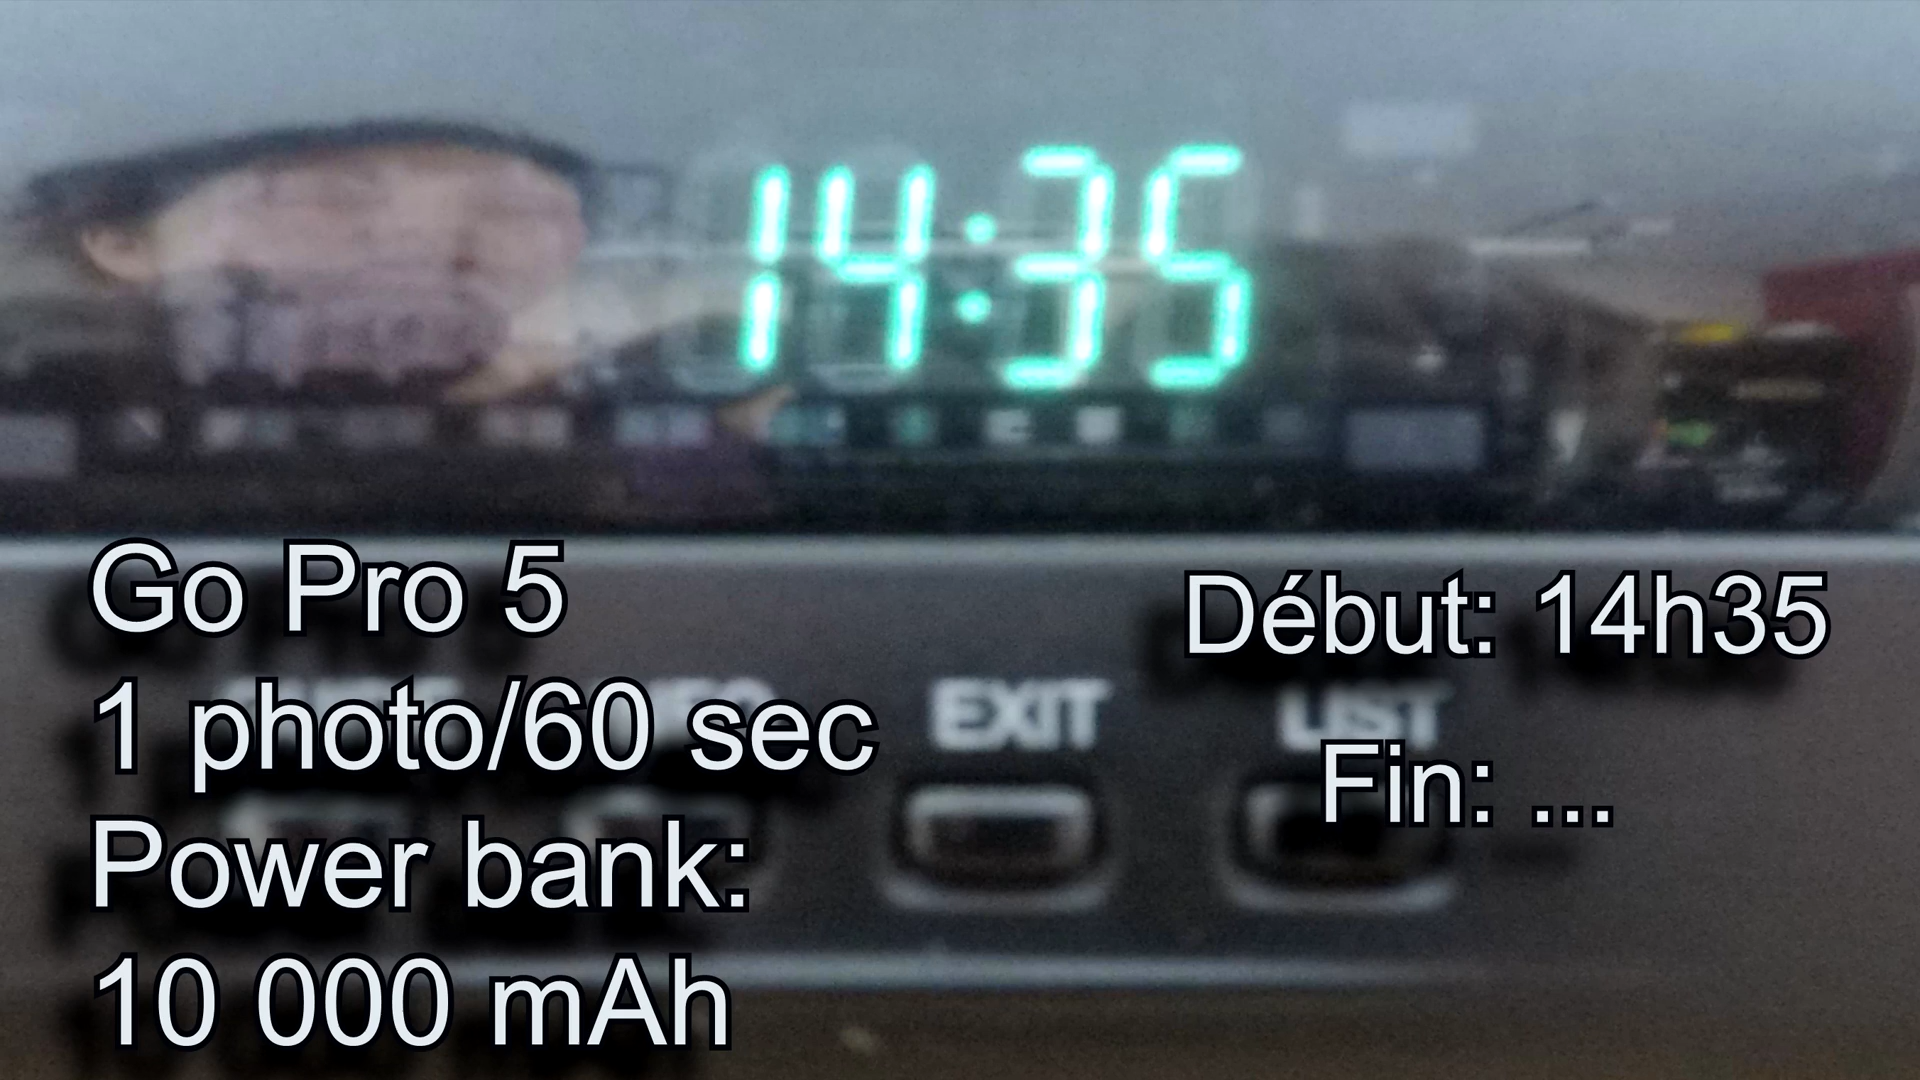 14:35
Go Pro 5
1 photo/60 sec
Power bank:
10 000 mAh
Début: 14h35
Fin: ...
EXIT
LIST